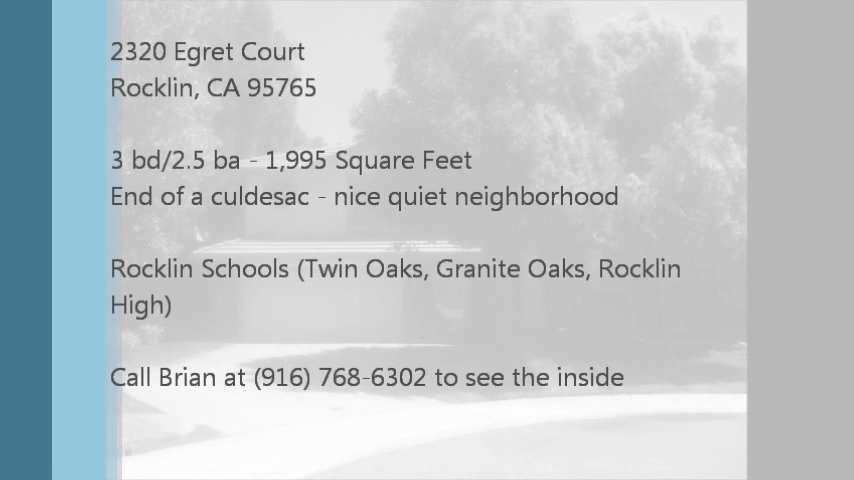 2320 Egret Court
Rocklin, CA 95765
3 bd/2.5 ba - 1,995 Square Feet
End of a culdesac - nice quiet neighborhood
Rocklin Schools (Twin Oaks, Granite Oaks, Rocklin
High)
Call Brian at (916) 768-6302 to see the inside